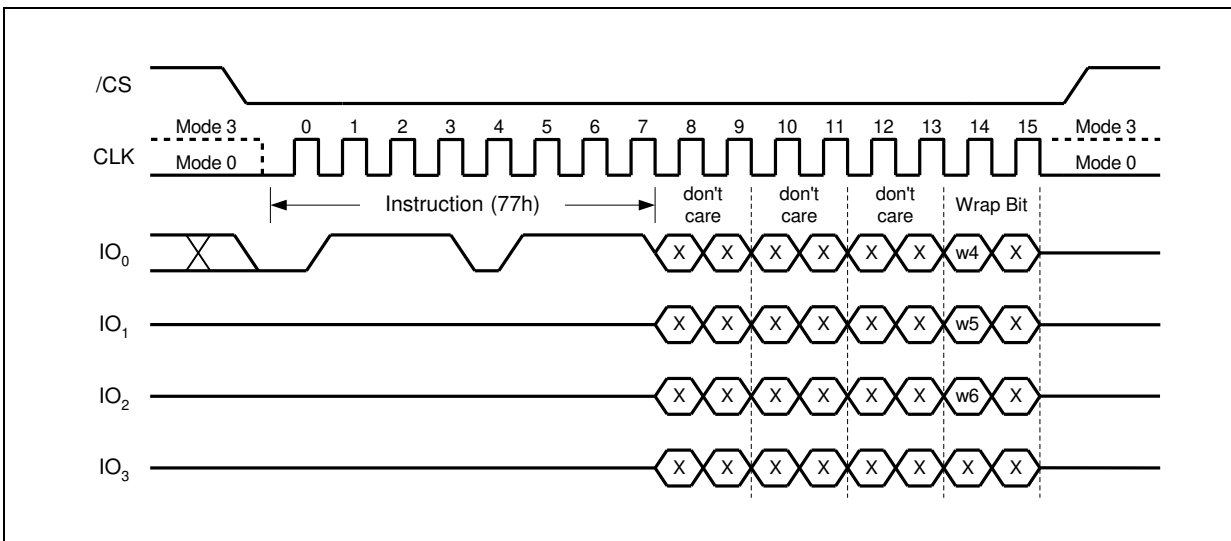 /CS
Mode 3 0 1 2 3 4 5 6 7 8 9 10 11 12 13 14 15 Mode 3
CLK Mode 0 Mode 0
Instruction (77h) don't care don't care don't care Wrap Bit
IO0 X X X X X X w4 X
IO1 X X X X X X w5 X
IO2 X X X X X X w6 X
IO3 X X X X X X X X